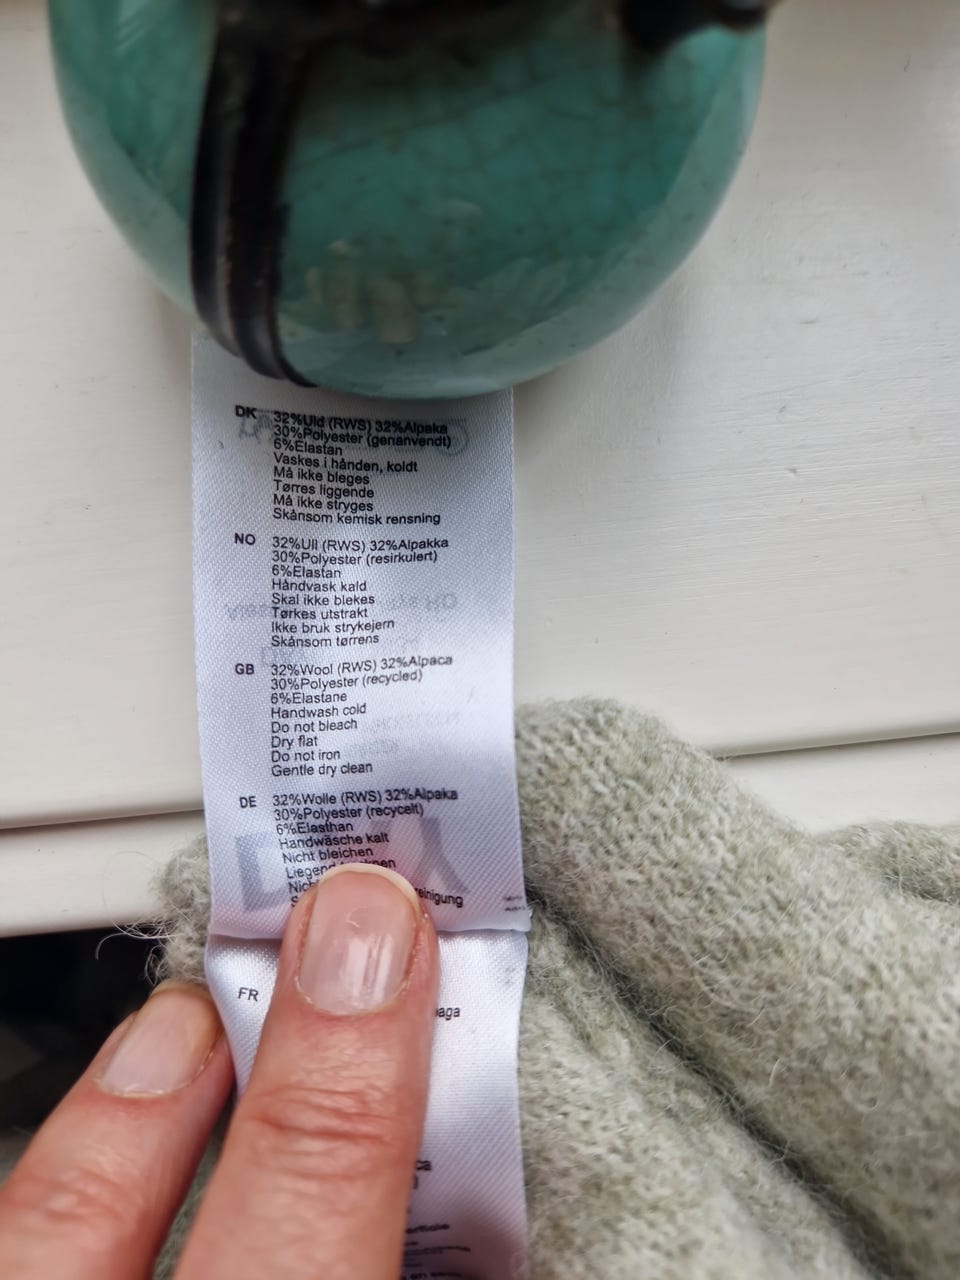 DK 32%Uld (RWS) 32%Alpaka
30%Polyester (genanvendt)
6%Elastan
Vaskes i hånden, koldt
Må ikke bleges
Tørres liggende
Må ikke stryges
Skånsom kemisk rensning
NO 32%Ull (RWS) 32%Alpakka
30%Polyester (resirkulert)
6%Elastan
Håndvask kald
Skal ikke blekes
Tørkes utstrakt
Ikke bruk strykejern
Skånsom tørrens
GB 32%Wool (RWS) 32%Alpaca
30%Polyester (recycled)
6%Elastane
Handwash cold
Do not bleach
Dry flat
Do not iron
Gentle dry clean
DE 32%Wolle (RWS) 32%Alpaka
30%Polyester (recycelt)
6%Elasthan
Handwäsche kalt
Nicht bleichen
Liegend
FR